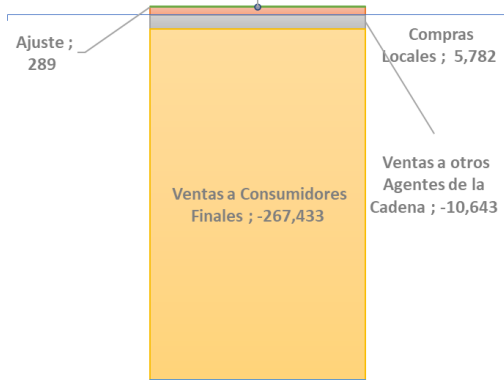 Ajuste ;
289
Compras
Locales ; 5,782
Ventas a otros
Agentes de la
Cadena ; -10,643
Ventas a Consumidores
Finales ; -267,433